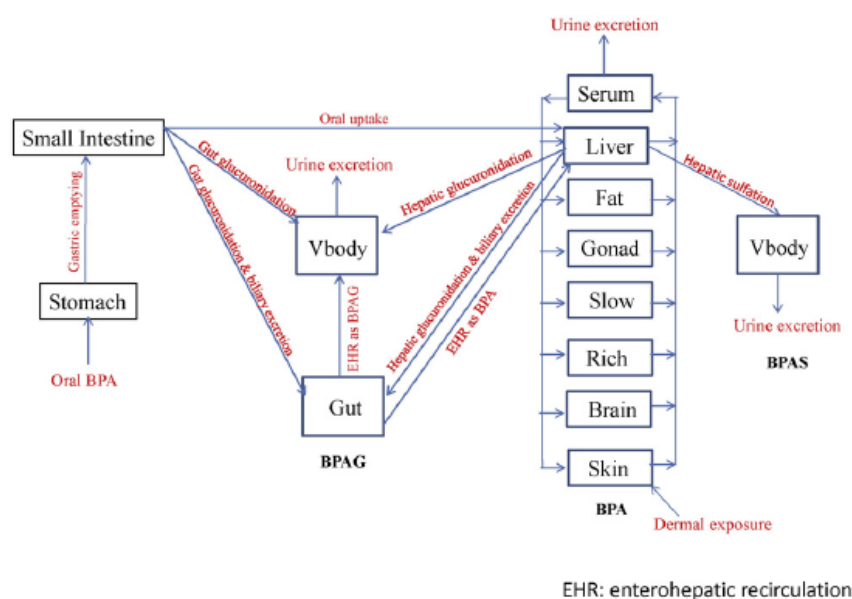 Urine excretion
Serum
Oral uptake
Small Intestine
Liver
Gut glucuronidation
Urine excretion
Hepatic glucuronidation
Hepatic sulfation
Gut glucuronidation & biliary excretion
Fat
Gastric emptying
Vbody
Hepatic glucuronidation & biliary excretion
Gonad
Vbody
Stomach
EHR as BPAG
EHR as BPA
Slow
Urine excretion
Oral BPA
Rich
BPAS
Gut
Brain
BPAG
Skin
BPA
Dermal exposure
EHR: enterohepatic recirculation